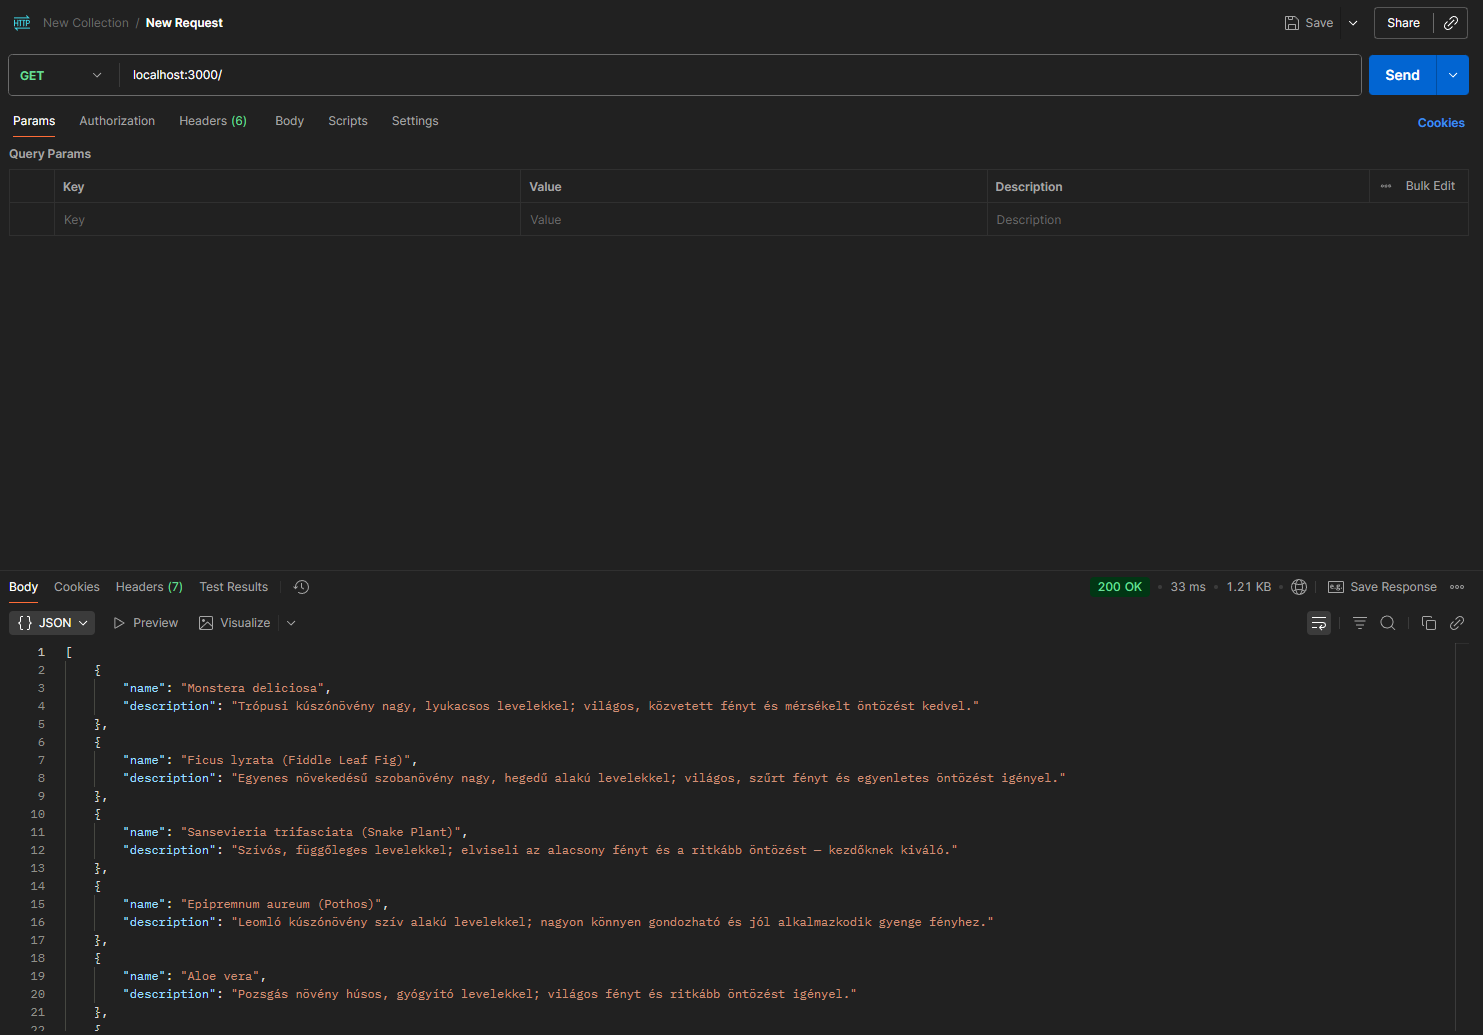 HTTP New Collection / New Request Save Share
GET localhost:3000/ Send
Params Authorization Headers (6) Body Scripts Settings Cookies
Query Params
Key Value Description Bulk Edit
Key Value Description
Body Cookies Headers (7) Test Results 200 OK • 33 ms • 1.21 KB • e.g. Save Response
{} JSON Preview Visualize
1 [
2 {
3 "name": "Monstera deliciosa",
4 "description": "Trópusi kúszónövény nagy, lyukacsos levelekkel; világos, közvetett fényt és mérsékelt öntözést kedvel."
5 },
6 {
7 "name": "Ficus lyrata (Fiddle Leaf Fig)",
8 "description": "Egyenes növekedésű szobanövény nagy, hegedű alakú levelekkel; világos, szűrt fényt és egyenletes öntözést igényel."
9 },
10 {
11 "name": "Sansevieria trifasciata (Snake Plant)",
12 "description": "Szívós, függőleges levelekkel; elviseli az alacsony fényt és a ritkább öntözést — kezdőknek kiváló."
13 },
14 {
15 "name": "Epipremnum aureum (Pothos)",
16 "description": "Leomló kúszónövény szív alakú levelekkel; nagyon könnyen gondozható és jól alkalmazkodik gyenge fényhez."
17 },
18 {
19 "name": "Aloe vera",
20 "description": "Pozsgás növény húsos, gyógyító levelekkel; világos fényt és ritkább öntözést igényel."
21 },
22 {